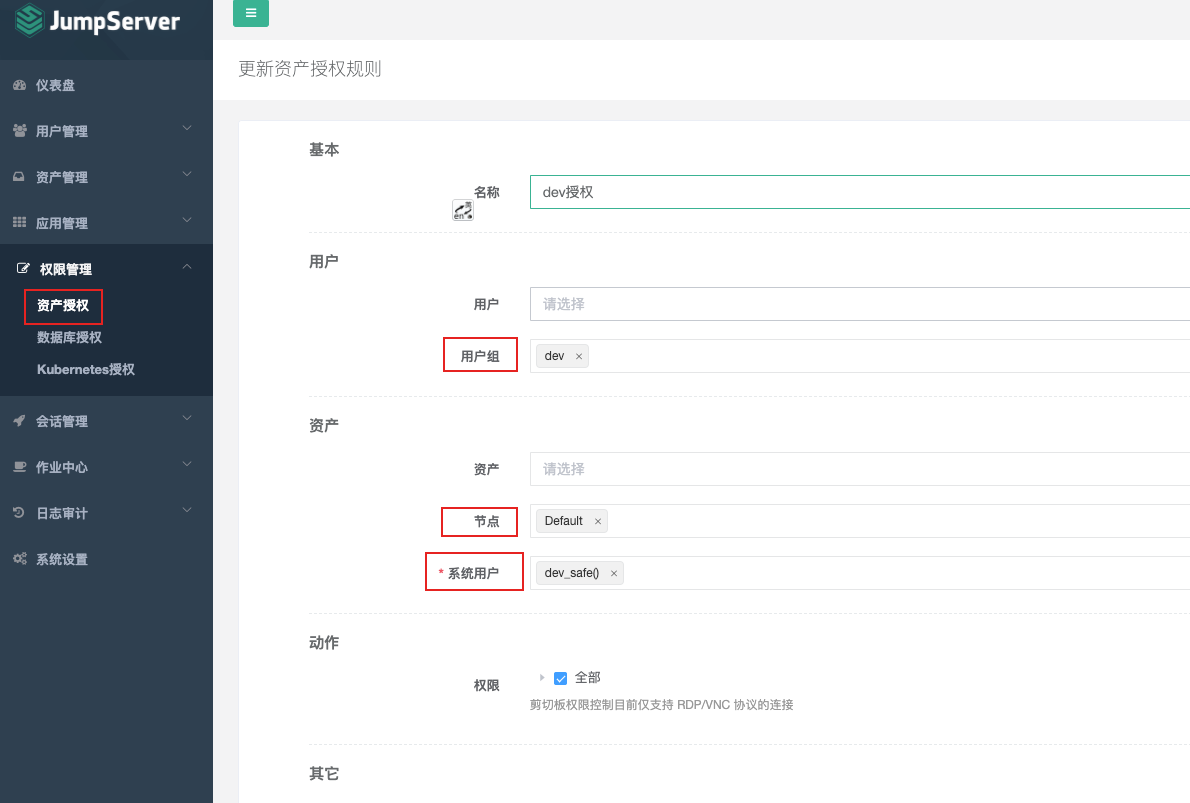 JumpServer
仪表盘
用户管理
资产管理
应用管理
权限管理
资产授权
数据库授权
Kubernetes授权
会话管理
作业中心
日志审计
系统设置
更新资产授权规则
基本
名称
dev授权
英
en
用户
用户
请选择
用户组
dev ×
资产
资产
请选择
节点
Default ×
* 系统用户
dev_safe() ×
动作
权限
全部
剪切板权限控制目前仅支持 RDP/VNC 协议的连接
其它